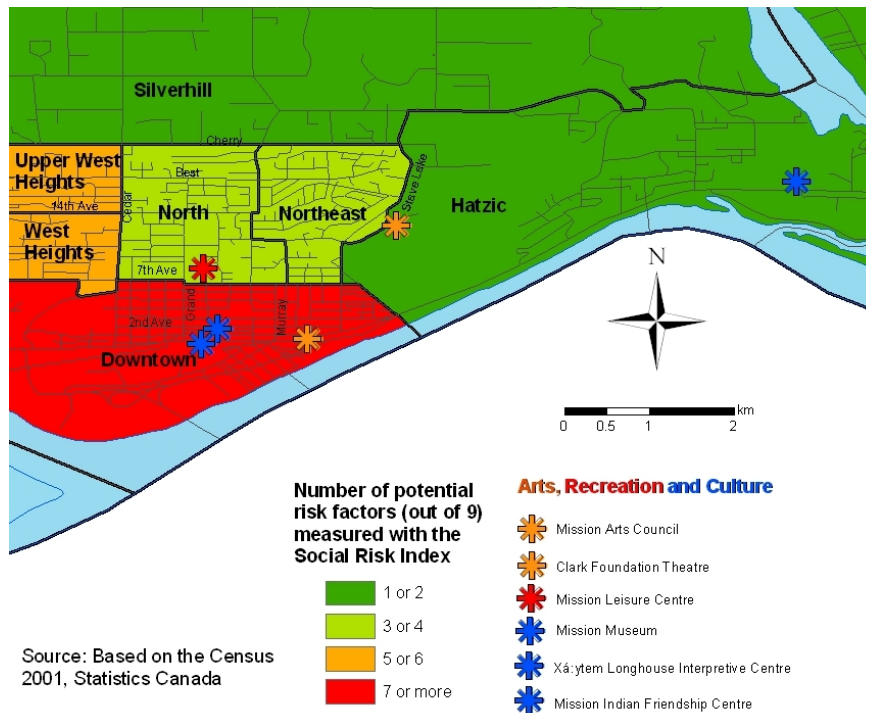 Silverhill
Cherry
Upper West
Heights
14th Ave
Best
Cedar
North
Northeast
Stave Lake
Hatzic
West
Heights
7th Ave
N
2nd Ave
Grand
Murray
Downtown
km
0 0.5 1 2
Number of potential
risk factors (out of 9)
measured with the
Social Risk Index
1 or 2
3 or 4
5 or 6
7 or more
Arts, Recreation and Culture
Mission Arts Council
Clark Foundation Theatre
Mission Leisure Centre
Mission Museum
Xá:ytem Longhouse Interpretive Centre
Mission Indian Friendship Centre
Source: Based on the Census
2001, Statistics Canada